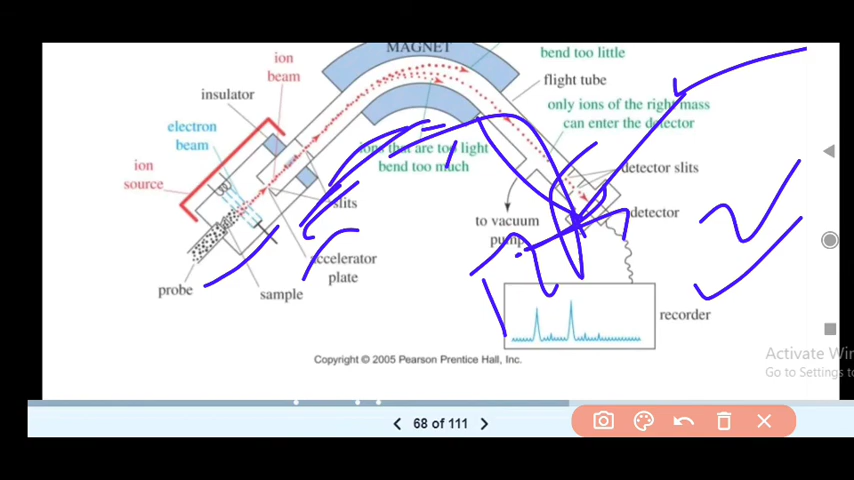 MAGNET
ion
beam
bend too little
flight tube
insulator
only ions of the right mass
can enter the detector
electron
beam
ions that are too light
bend too much
ion
source
detector slits
slits
to vacuum
pump
detector
accelerator
plate
probe
sample
recorder
Copyright © 2005 Pearson Prentice Hall, Inc.
Activate Win
Go to Settings to
68 of 111